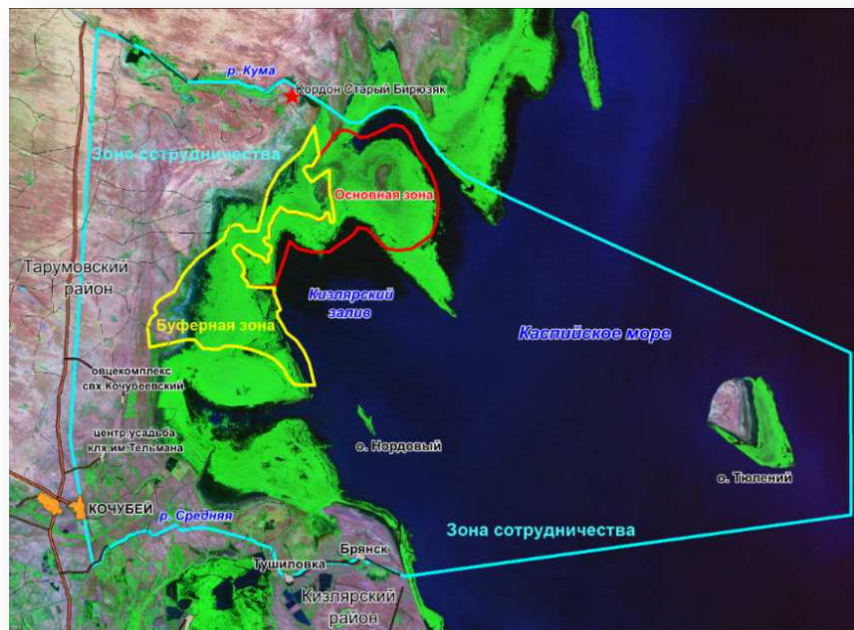 р. Кума
Кордон Старый Бирюзяк
Зона сотрудничества
Основная зона
Тарумовский
район
Кизлярский
залив
Буферная зона
Каспийское море
овцекомплекс
свх.Кочубеевский
центр.усадьба
клх.им.Тельмана
о. Нордовый
о. Тюлений
КОЧУБЕЙ
р. Средняя
Зона сотрудничества
Брянск
Тушиловка
Кизлярский
район